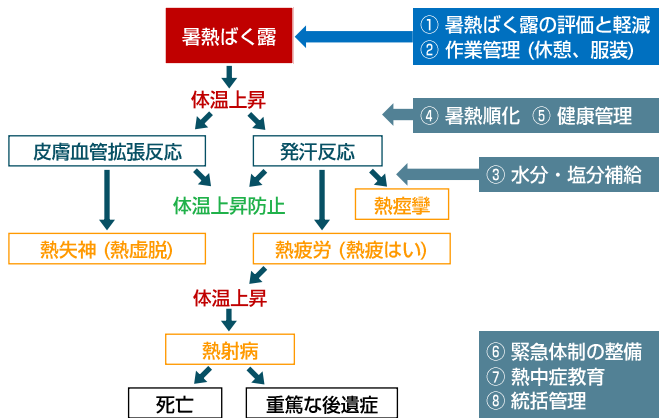 暑熱ばく露
① 暑熱ばく露の評価と軽減
② 作業管理 (休憩、服装)
体温上昇
④ 暑熱順化 ⑤ 健康管理
皮膚血管拡張反応
発汗反応
③ 水分・塩分補給
体温上昇防止
熱痙攣
熱失神 (熱虚脱)
熱疲労 (熱疲はい)
体温上昇
熱射病
⑥ 緊急体制の整備
⑦ 熱中症教育
⑧ 統括管理
死亡
重篤な後遺症